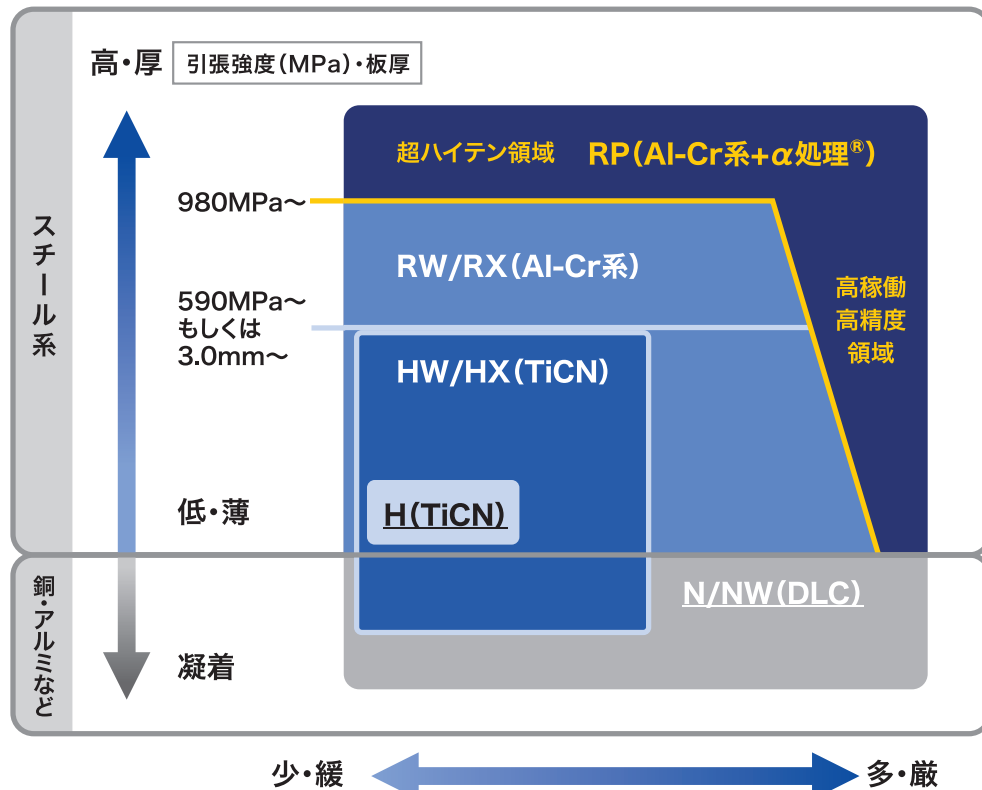 高・厚 引張強度(MPa)・板厚
超ハイテン領域 RP(Al-Cr系+α処理®)
980MPa〜
RW/RX(Al-Cr系)
スチール系
590MPa〜
もしくは
3.0mm〜
高稼働
高精度
領域
HW/HX(TiCN)
低・薄
H(TiCN)
銅・アルミなど
N/NW(DLC)
凝着
少・緩 多・厳